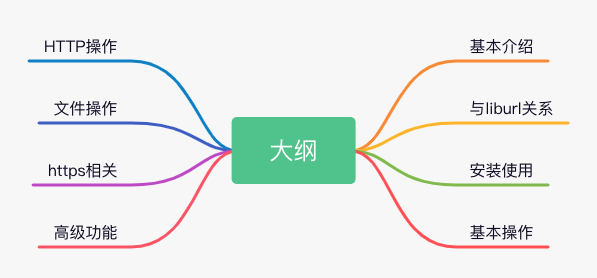 HTTP操作
基本介绍
文件操作
与liburl关系
大纲
https相关
安装使用
高级功能
基本操作